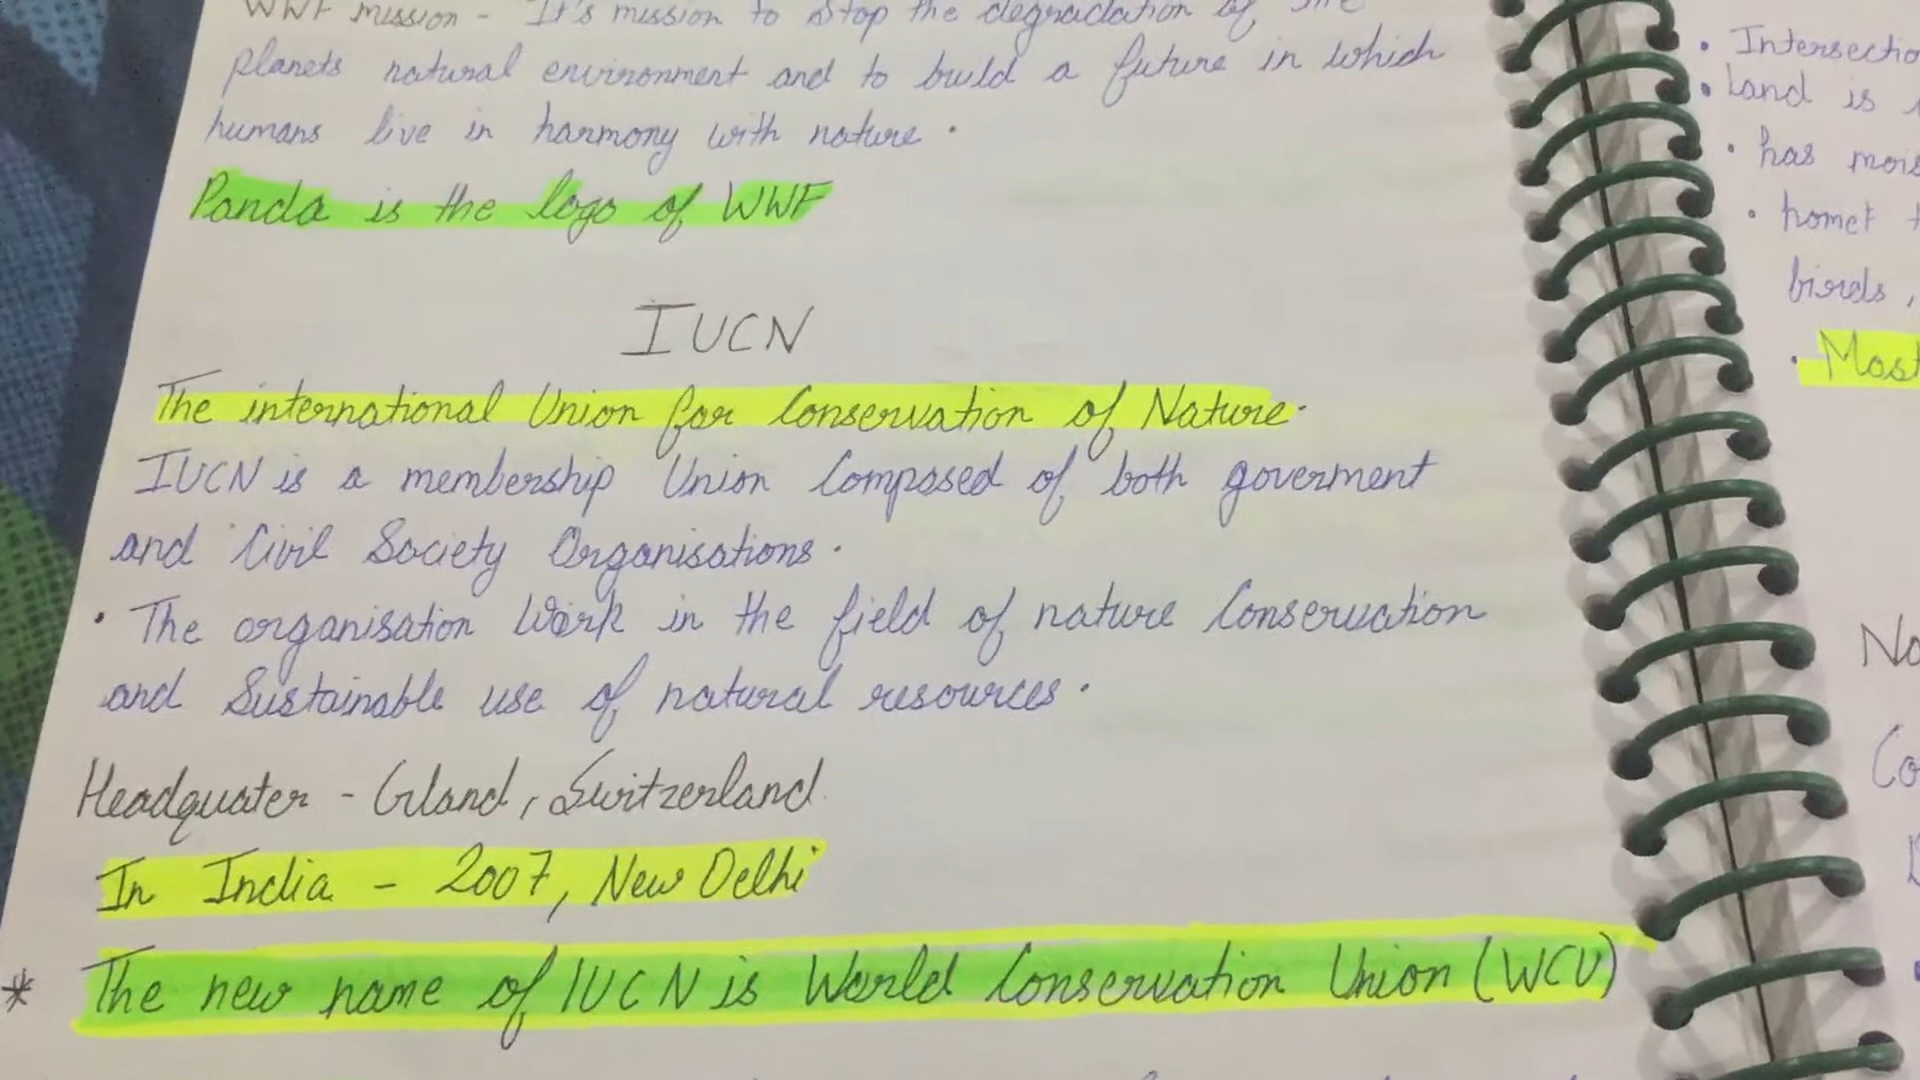 WWF mission - It's mission to stop the degradation of the
planets natural environment and to build a future in which
humans live in harmony with nature.
Panda is the logo of WWF
IUCN
The international Union for Conservation of Nature.
IUCN is a membership Union Composed of both goverment
and Civil Society Organisations.
• The organisation Work in the field of nature Conservation
and Sustainable use of natural resources.
Headquater - Gland, Switzerland.
In India - 2007, New Delhi
* The new name of IUCN is World Conservation Union (WCU)
• Intersectio
• Land is
• has mois
• homet
birds,
• Most
No
Co